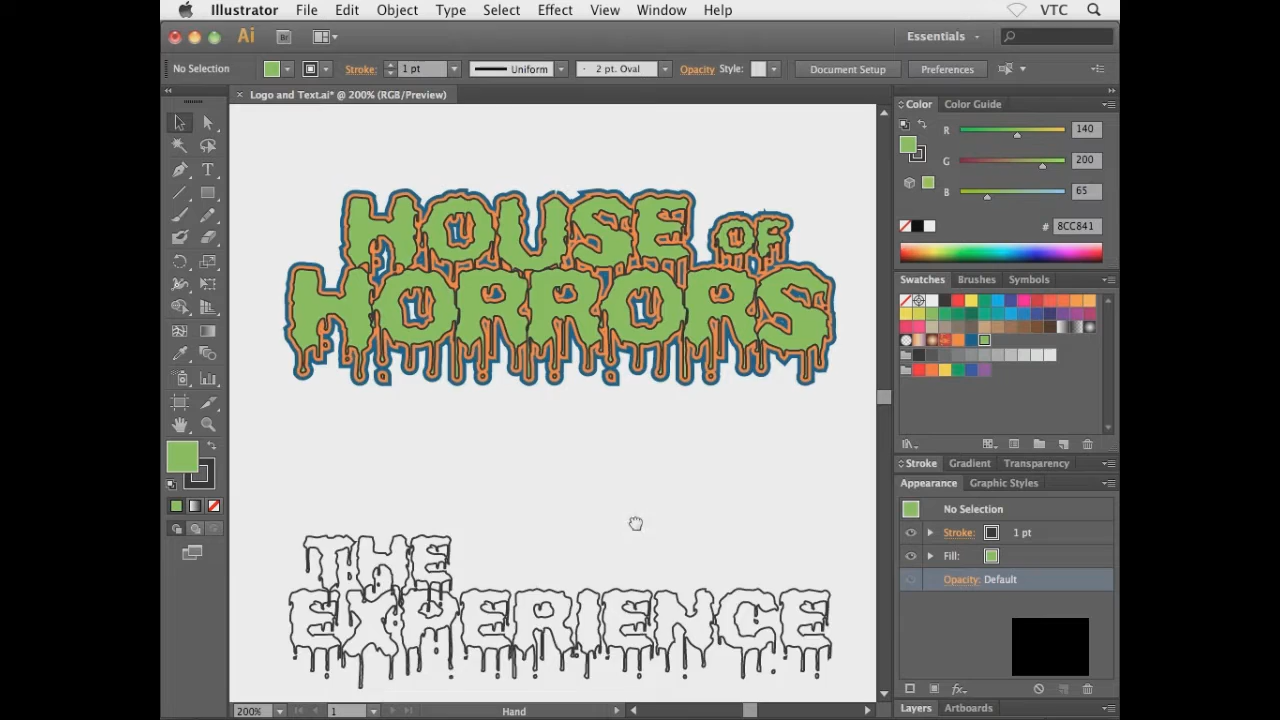 Illustrator File Edit Object Type Select Effect View Window Help VTC
Ai Br Essentials
No Selection Stroke: 1 pt Uniform 2 pt. Oval Opacity Style: Document Setup Preferences
× Logo and Text.ai* @ 200% (RGB/Preview)
Color Color Guide
R 140
G 200
B 65
# 8CC841
HOUSE OF
HORRORS
Swatches Brushes Symbols
Stroke Gradient Transparency
Appearance Graphic Styles
No Selection
Stroke: 1 pt
Fill:
Opacity: Default
THE
EXPERIENCE
fx
200% 1 Hand
Layers Artboards